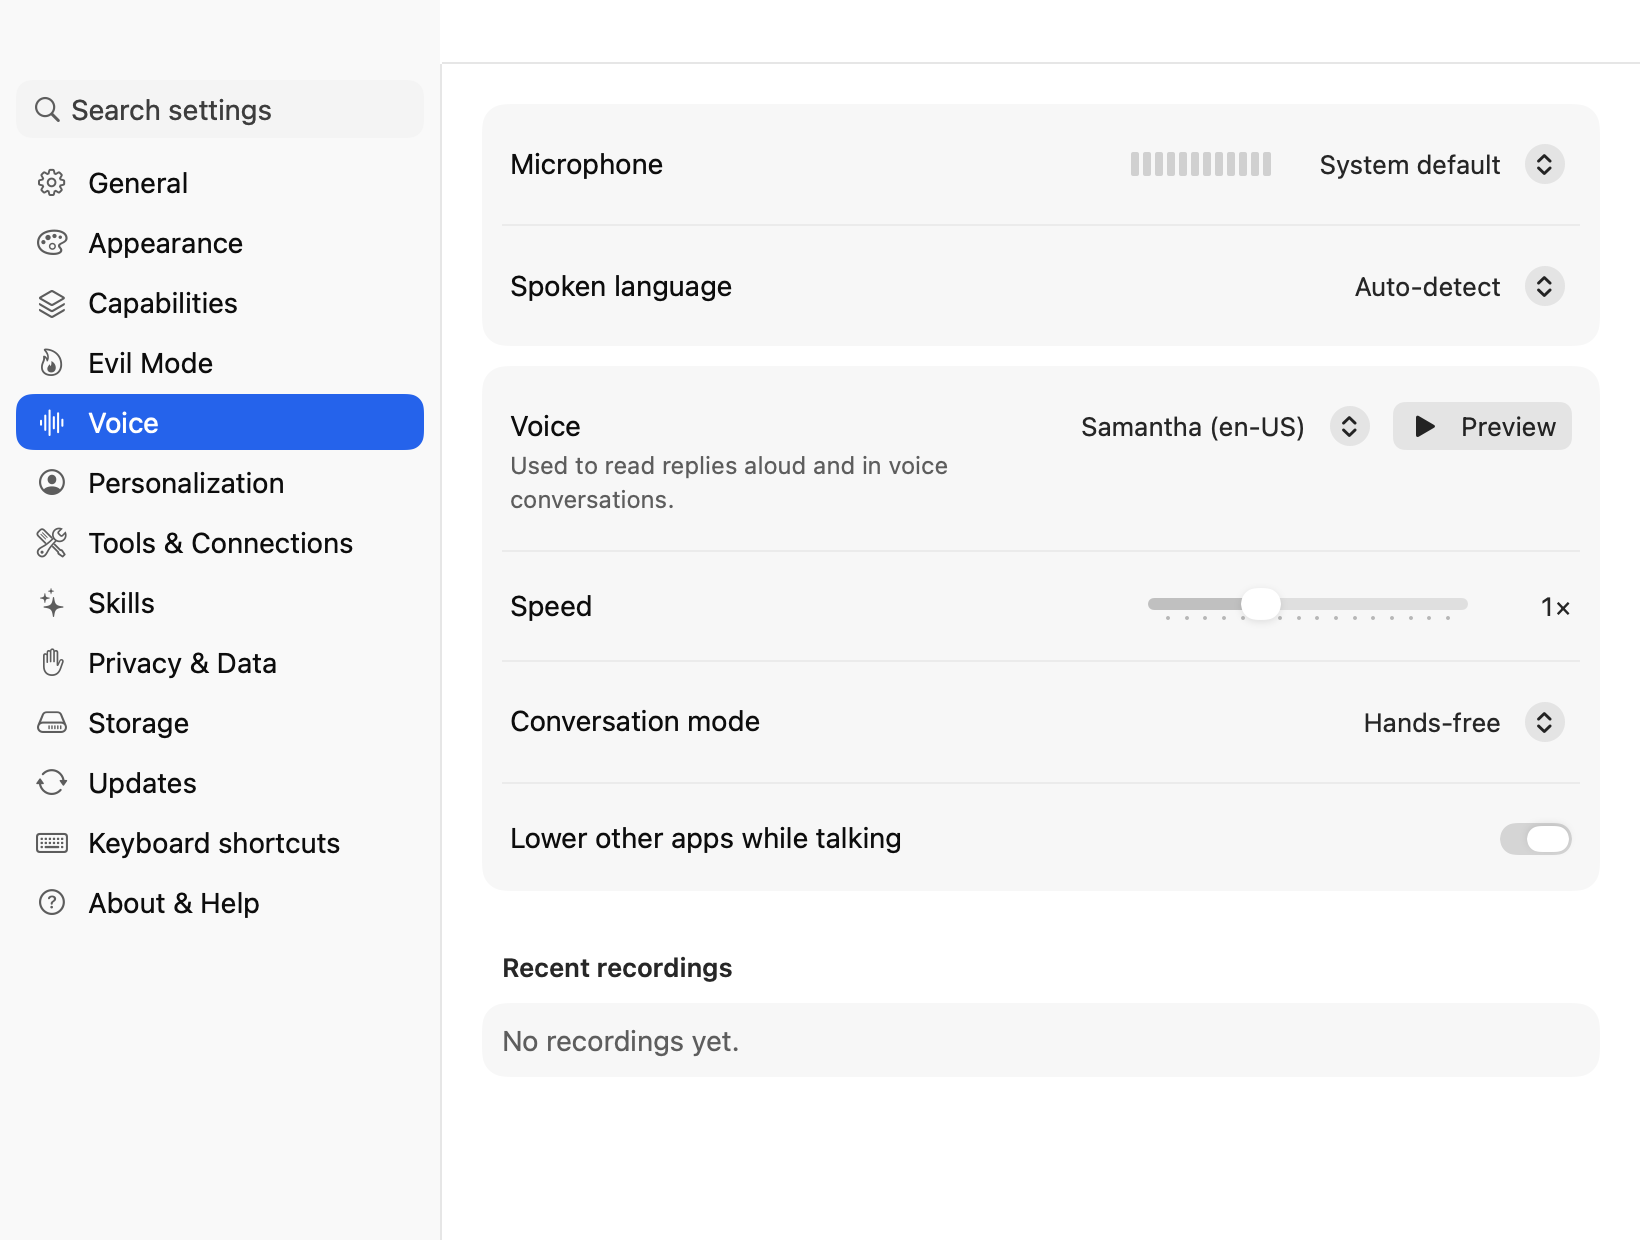 Search settings
General
Appearance
Capabilities
Evil Mode
Voice
Personalization
Tools & Connections
Skills
Privacy & Data
Storage
Updates
Keyboard shortcuts
About & Help
Microphone System default
Spoken language Auto-detect
Voice Samantha (en-US) Preview
Used to read replies aloud and in voice
conversations.
Speed 1×
Conversation mode Hands-free
Lower other apps while talking
Recent recordings
No recordings yet.